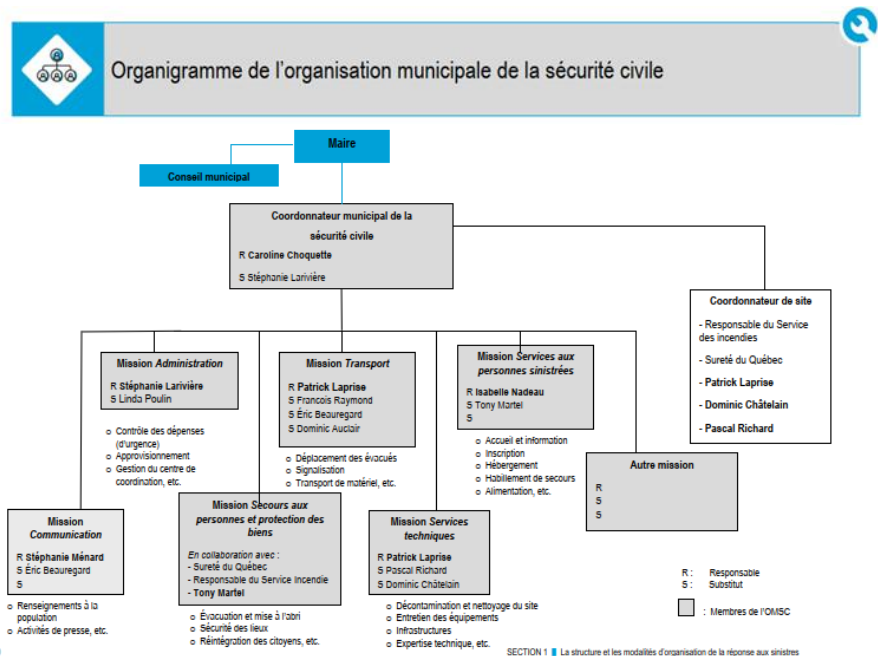 Organigramme de l'organisation municipale de la sécurité civile
Maire
Conseil municipal
Coordonnateur municipal de la
sécurité civile
R Caroline Choquette
S Stéphanie Larivière
Coordonnateur de site
- Responsable du Service
des incendies
- Sureté du Québec
- Patrick Laprise
- Dominic Châtelain
- Pascal Richard
Mission Administration
R Stéphanie Larivière
S Linda Poulin
o Contrôle des dépenses
(d'urgence)
o Approvisionnement
o Gestion du centre de
coordination, etc.
Mission Transport
R Patrick Laprise
S Francois Raymond
S Éric Beauregard
S Dominic Auclair
o Déplacement des évacués
o Signalisation
o Transport de matériel, etc.
Mission Services aux
personnes sinistrées
R Isabelle Nadeau
S Tony Martel
S
o Accueil et information
o Inscription
o Hébergement
o Habillement de secours
o Alimentation, etc.
Autre mission
R
S
S
Mission
Communication
R Stéphanie Ménard
S Éric Beauregard
S
o Renseignements à la
population
o Activités de presse, etc.
Mission Secours aux
personnes et protection des
biens
En collaboration avec :
- Sureté du Québec
- Responsable du Service Incendie
- Tony Martel
o Évacuation et mise à l'abri
o Sécurité des lieux
o Réintégration des citoyens, etc.
Mission Services
techniques
R Patrick Laprise
S Pascal Richard
S Dominic Châtelain
o Décontamination et nettoyage du site
o Entretien des équipements
o Infrastructures
o Expertise technique, etc.
R : Responsable
S : Substitut
: Membres de l'OMSC
SECTION 1 La structure et les modalités d'organisation de la réponse aux sinistres